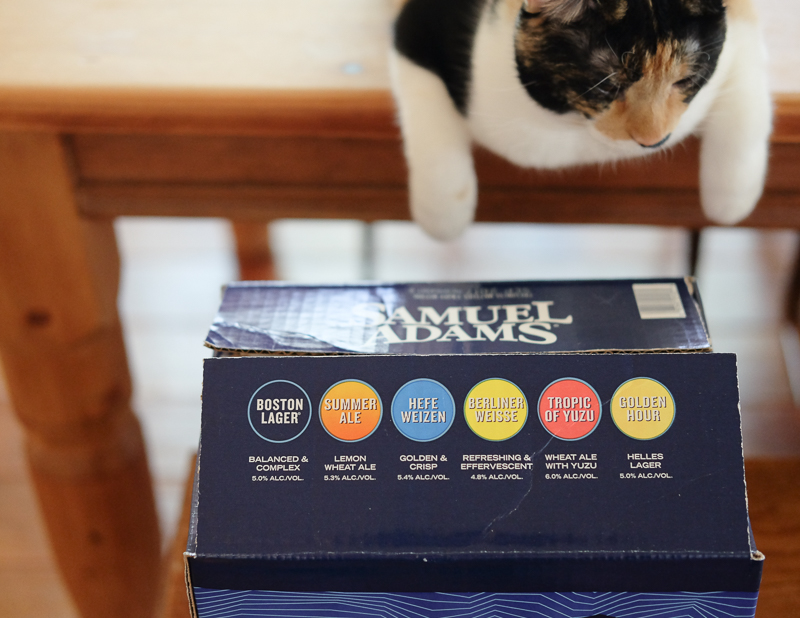 SAMUEL
ADAMS
BOSTON
LAGER®
SUMMER
ALE
HEFE
WEIZEN
BERLINER
WEISSE
TROPIC
OF YUZU
GOLDEN
HOUR
BALANCED &
COMPLEX
5.0% ALC./VOL.
LEMON
WHEAT ALE
5.3% ALC./VOL.
GOLDEN &
CRISP
5.4% ALC./VOL.
REFRESHING &
EFFERVESCENT
4.8% ALC./VOL.
WHEAT ALE
WITH YUZU
6.0% ALC./VOL.
HELLES
LAGER
5.0% ALC./VOL.